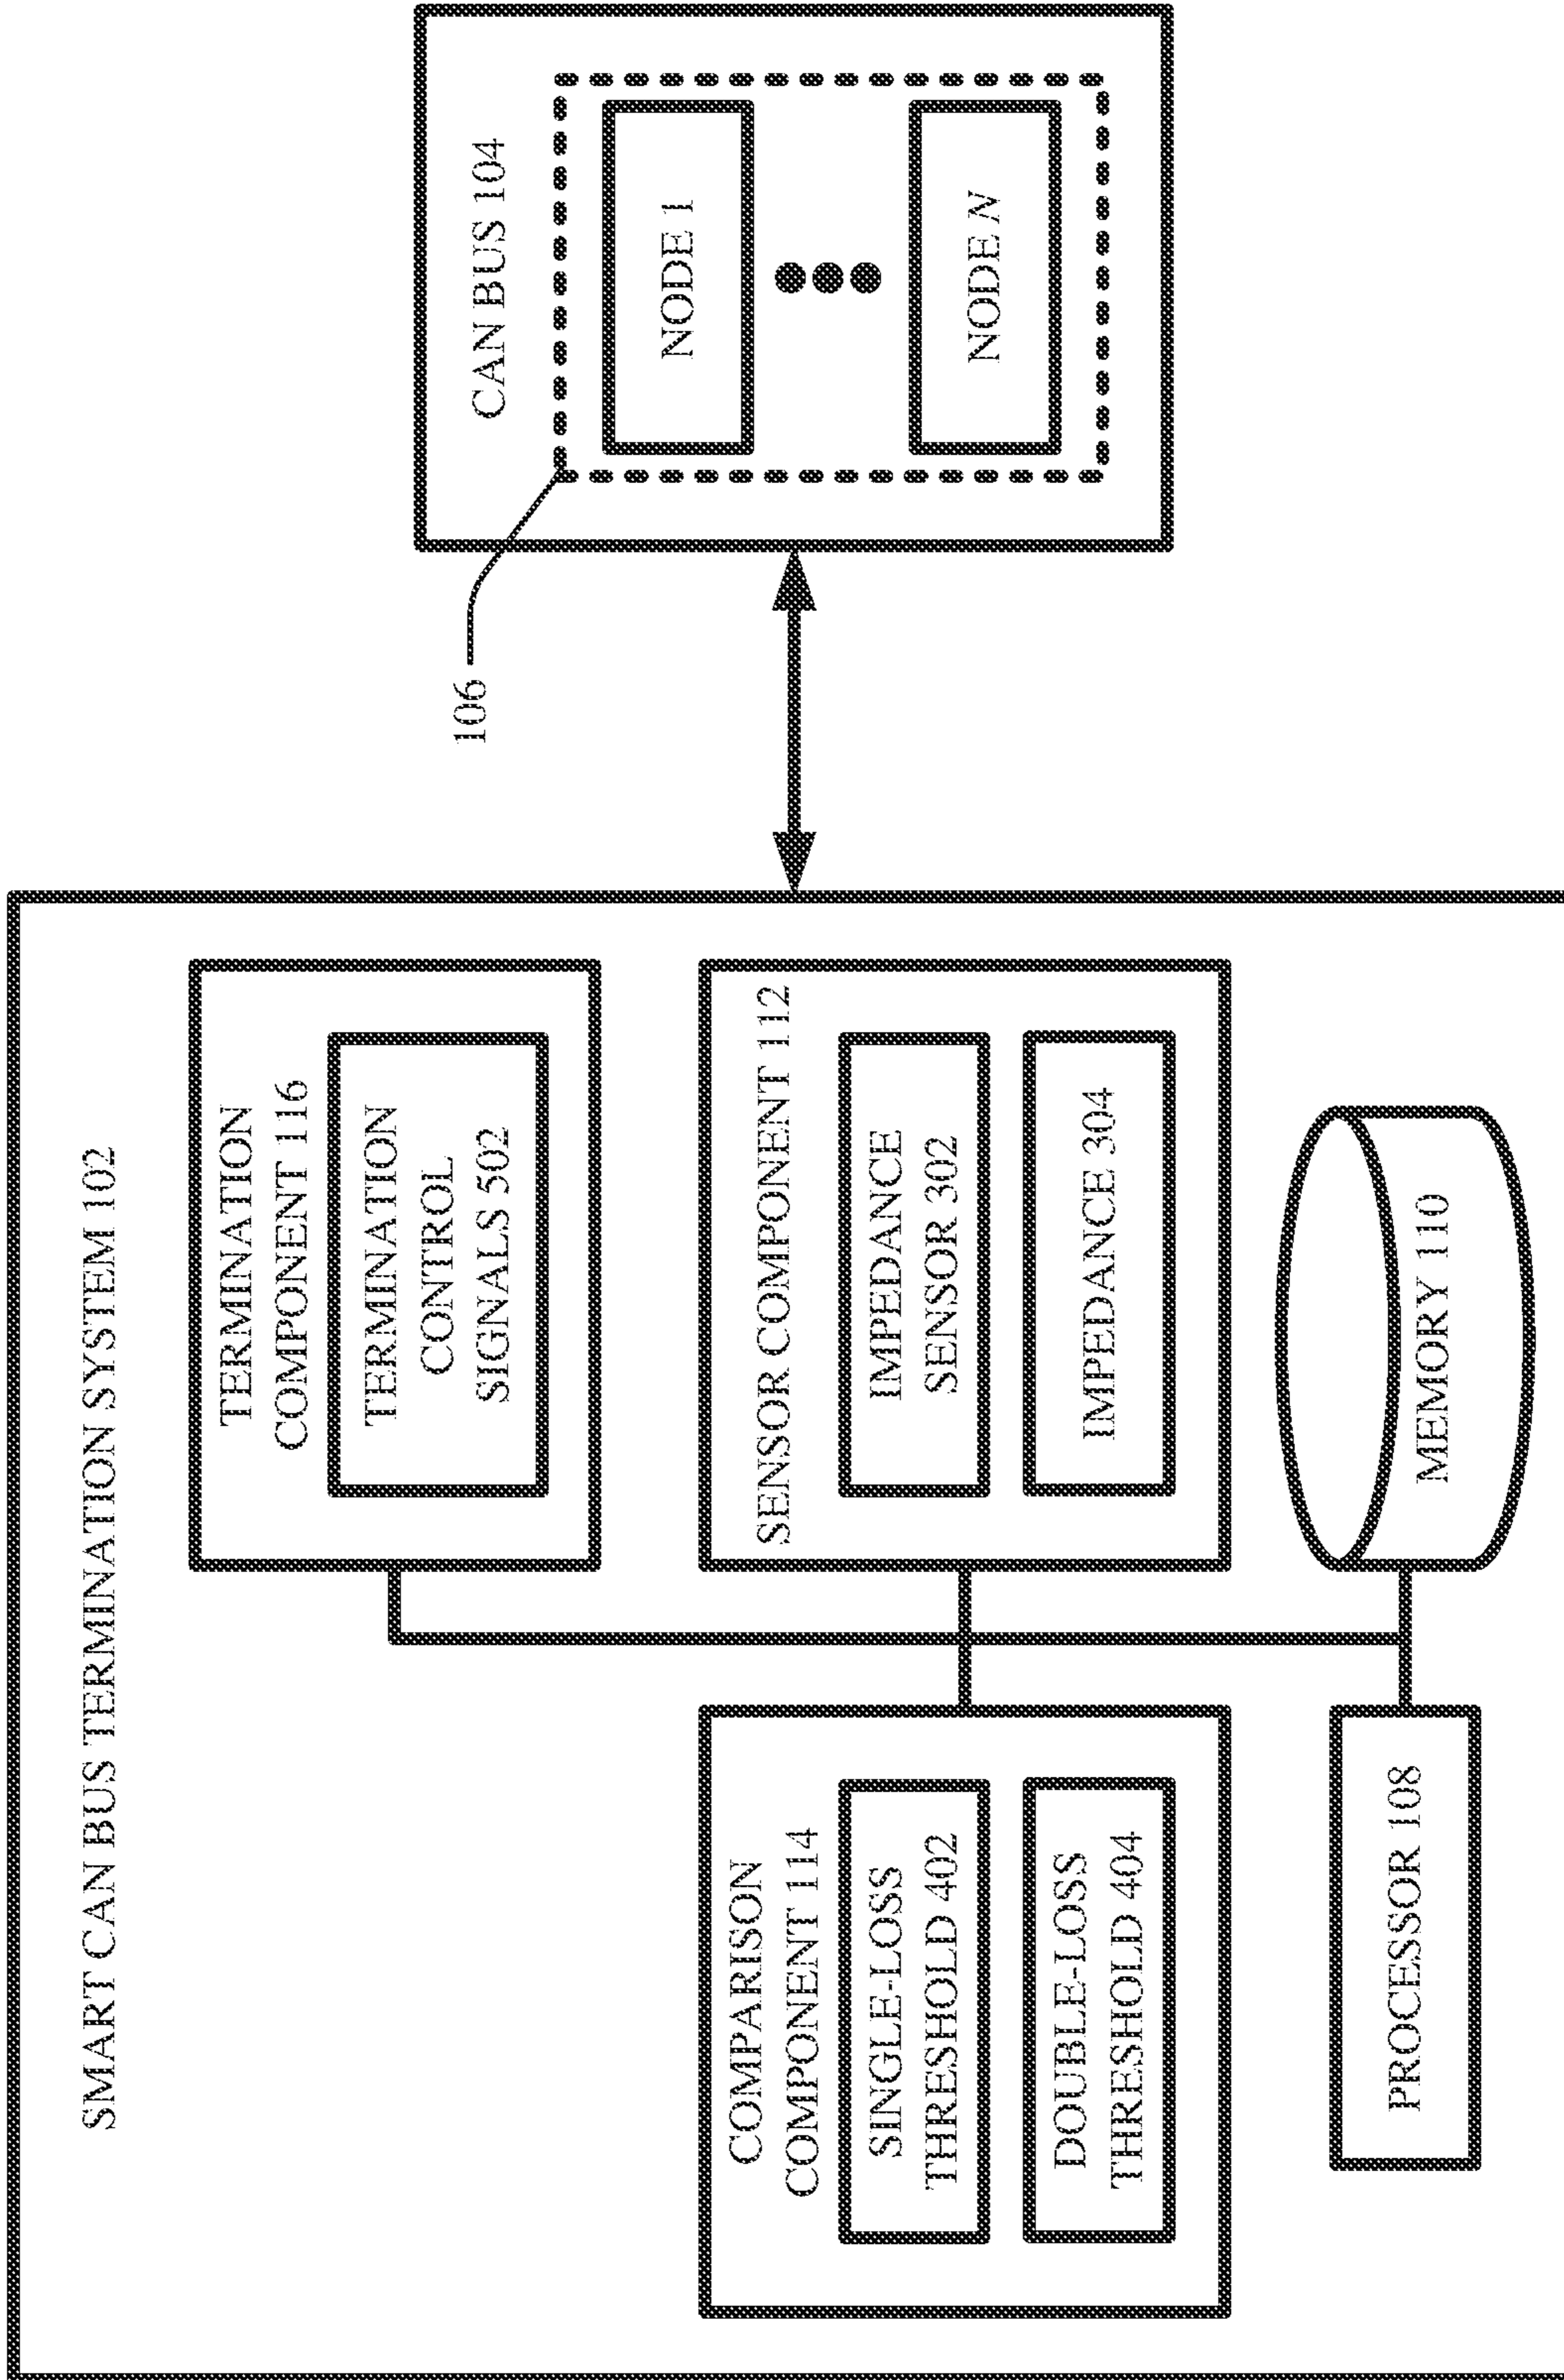 SMART CAN BUS TERMINATION SYSTEM 102
TERMINATION
COMPONENT 116
TERMINATION
CONTROL
SIGNALS 502
COMPARISON
COMPONENT 114
SINGLE-LOSS
THRESHOLD 402
DOUBLE-LOSS
THRESHOLD 404
SENSOR COMPONENT 112
IMPEDANCE
SENSOR 302
IMPEDANCE 304
PROCESSOR 108
MEMORY 110
106
CAN BUS 104
NODE 1
NODE N